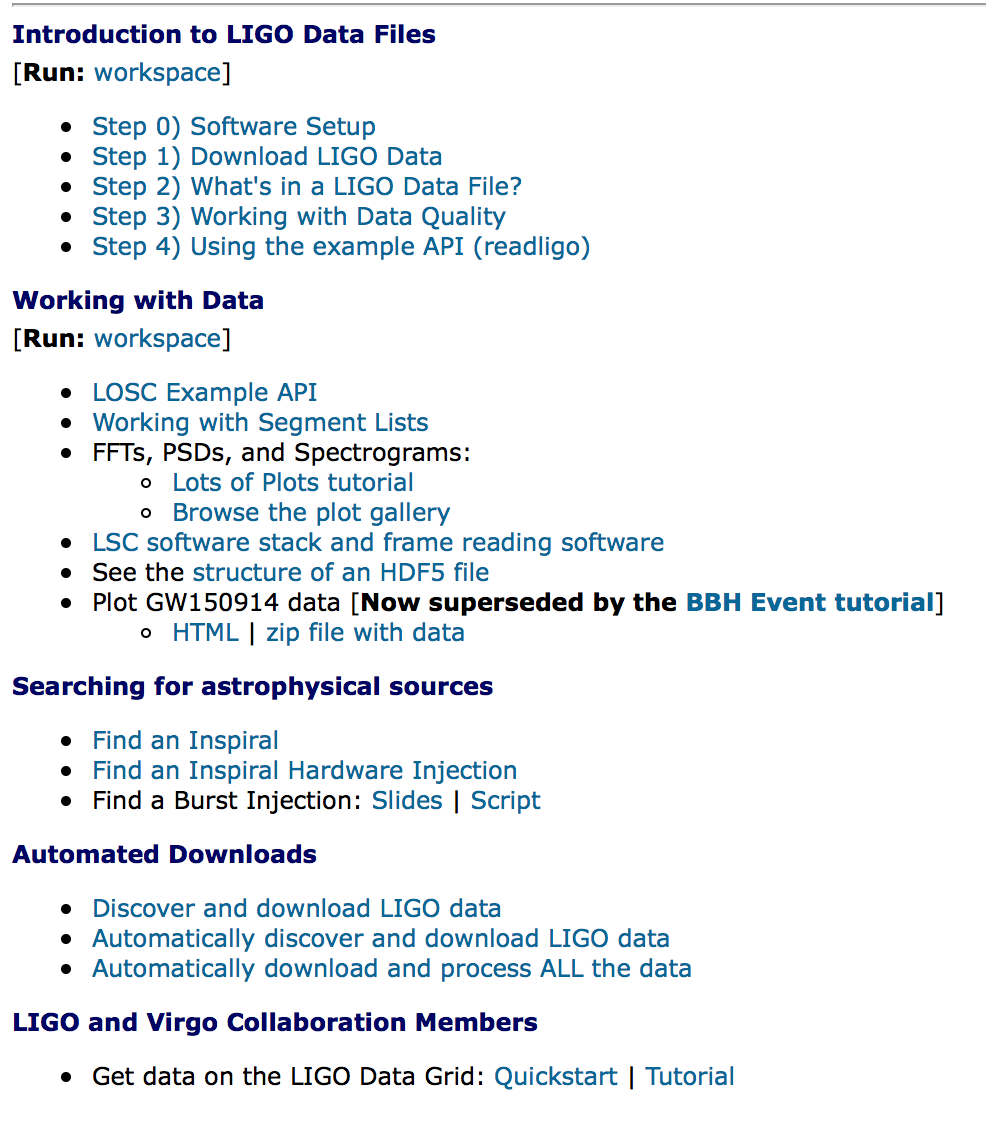 Introduction to LIGO Data Files
[Run: workspace]
Step 0) Software Setup
Step 1) Download LIGO Data
Step 2) What's in a LIGO Data File?
Step 3) Working with Data Quality
Step 4) Using the example API (readligo)
Working with Data
[Run: workspace]
LOSC Example API
Working with Segment Lists
FFTs, PSDs, and Spectrograms:
Lots of Plots tutorial
Browse the plot gallery
LSC software stack and frame reading software
See the structure of an HDF5 file
Plot GW150914 data [Now superseded by the BBH Event tutorial]
HTML | zip file with data
Searching for astrophysical sources
Find an Inspiral
Find an Inspiral Hardware Injection
Find a Burst Injection: Slides | Script
Automated Downloads
Discover and download LIGO data
Automatically discover and download LIGO data
Automatically download and process ALL the data
LIGO and Virgo Collaboration Members
Get data on the LIGO Data Grid: Quickstart | Tutorial